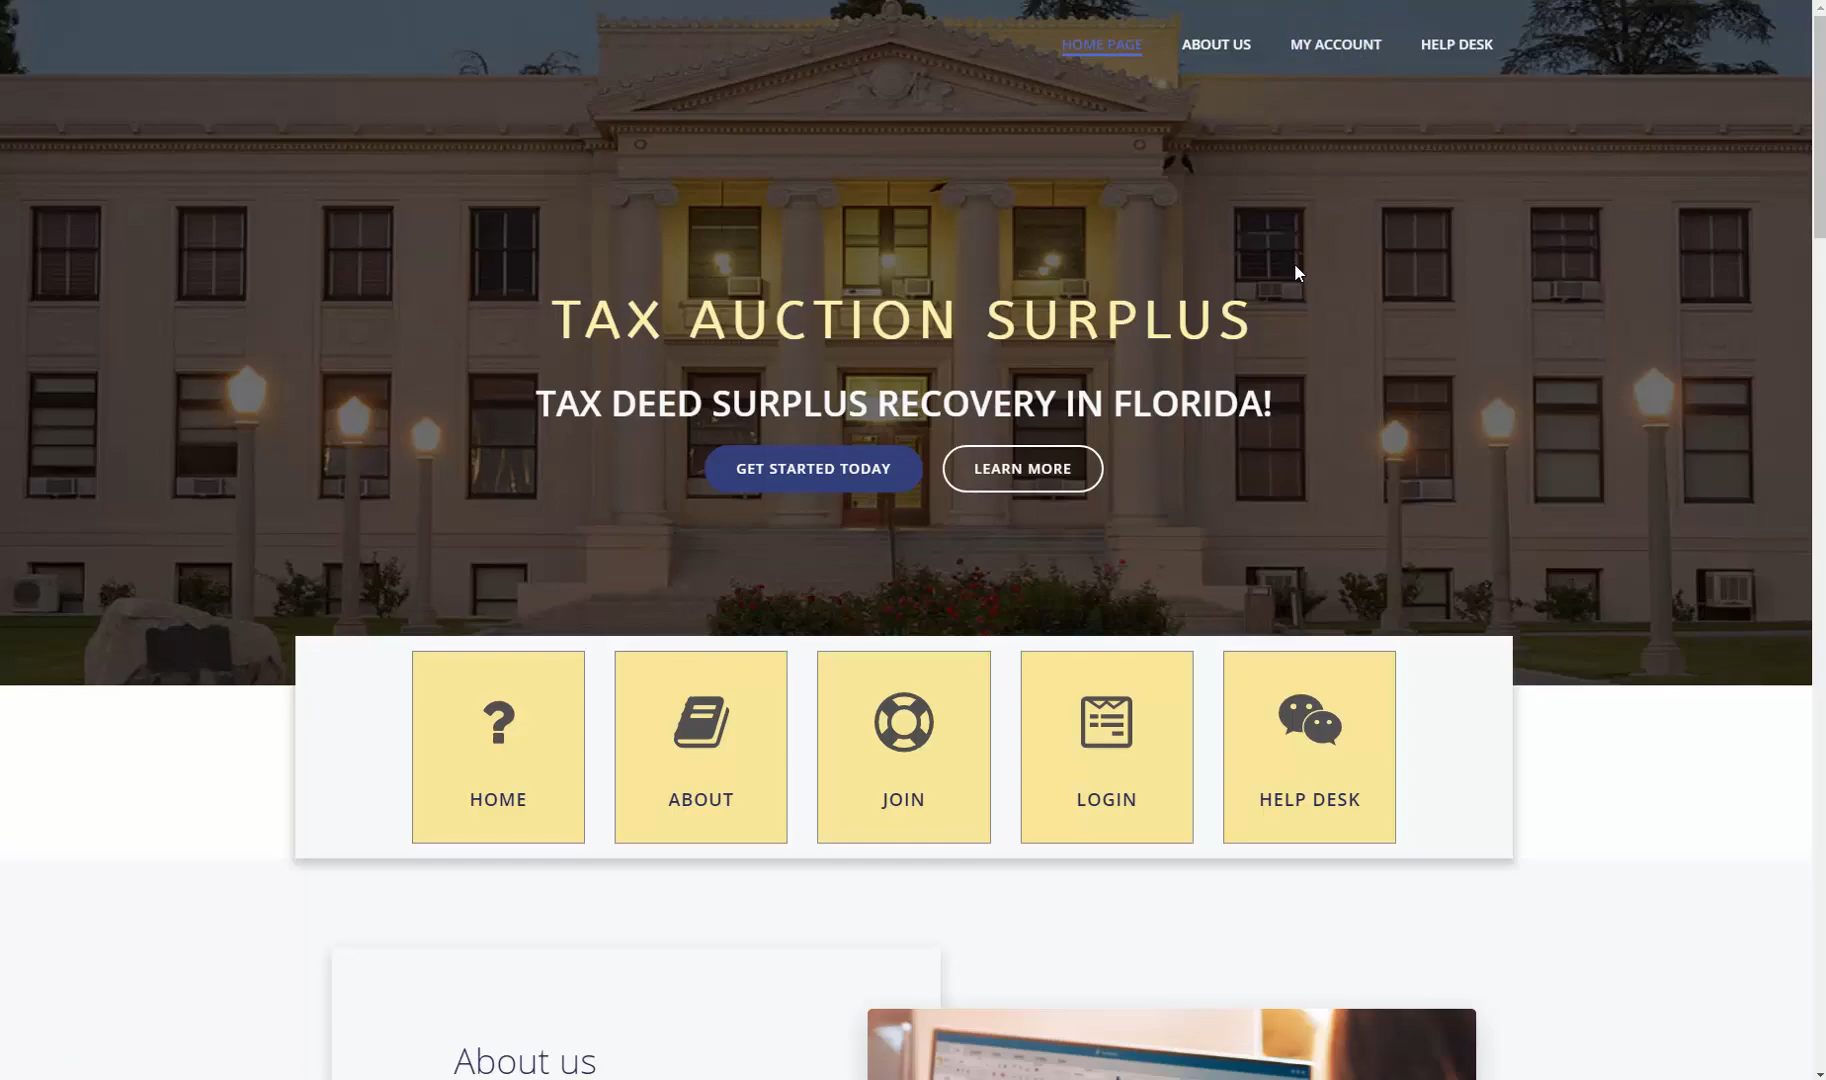 HOME PAGE ABOUT US MY ACCOUNT HELP DESK
TAX AUCTION SURPLUS
TAX DEED SURPLUS RECOVERY IN FLORIDA!
GET STARTED TODAY LEARN MORE
HOME ABOUT JOIN LOGIN HELP DESK
About us